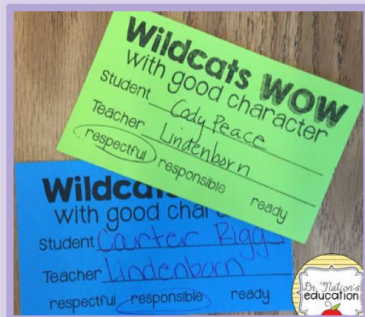 Wildcats WOW
with good character
Student Cody Peace
Teacher Lindenborn
respectful responsible ready
with good
Student Carter Riggs
Teacher Lindenborn
respectful responsible ready
Dr. Nation's
education